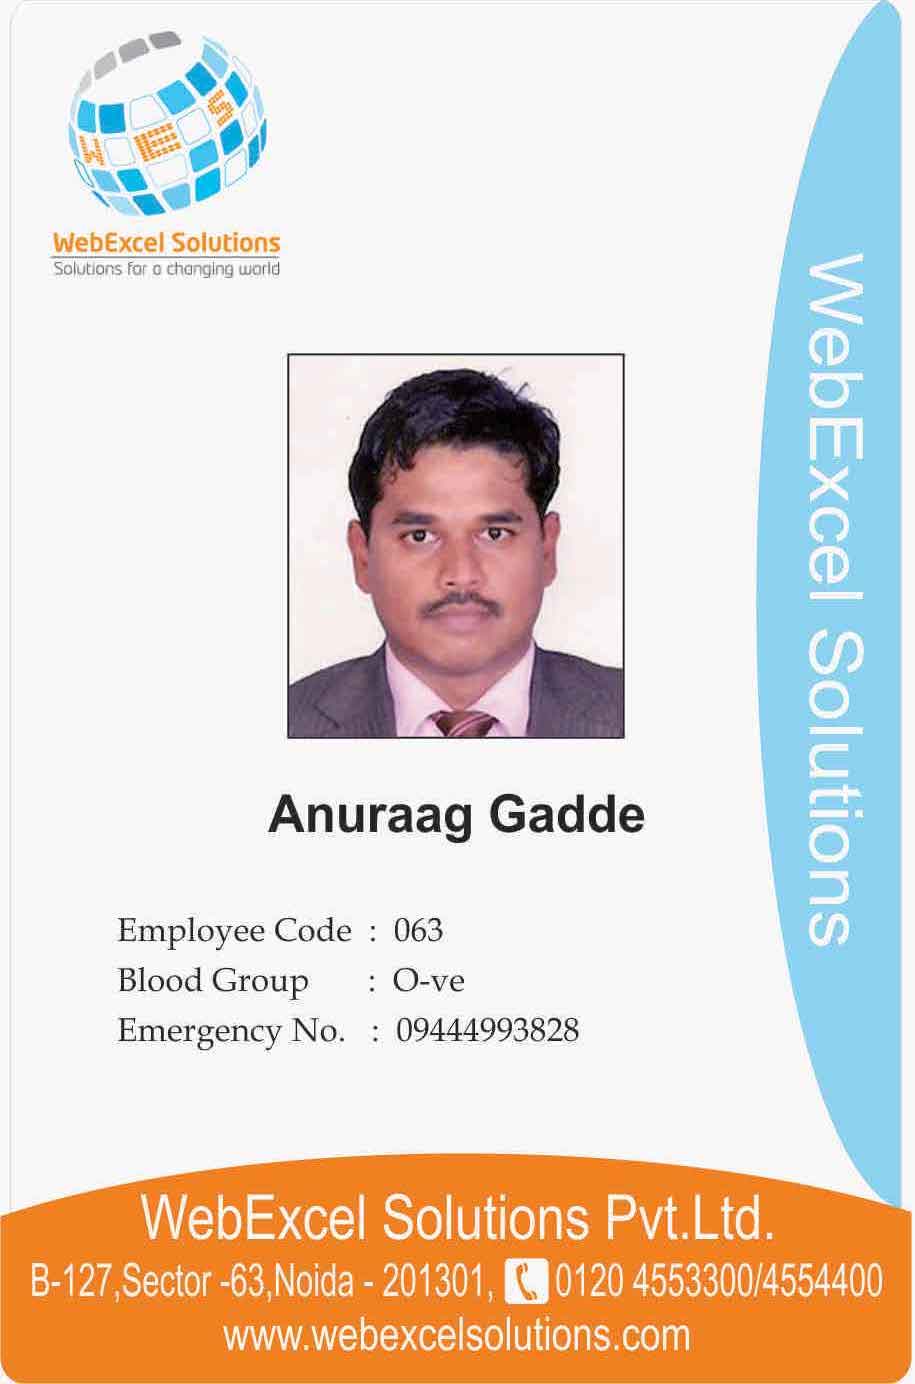 WES
WebExcel Solutions
Solutions for a changing world
WebExcel Solutions
Anuraag Gadde
Employee Code : 063
Blood Group : O-ve
Emergency No. : 09444993828
WebExcel Solutions Pvt.Ltd.
B-127,Sector -63,Noida - 201301, 0120 4553300/4554400
www.webexcelsolutions.com